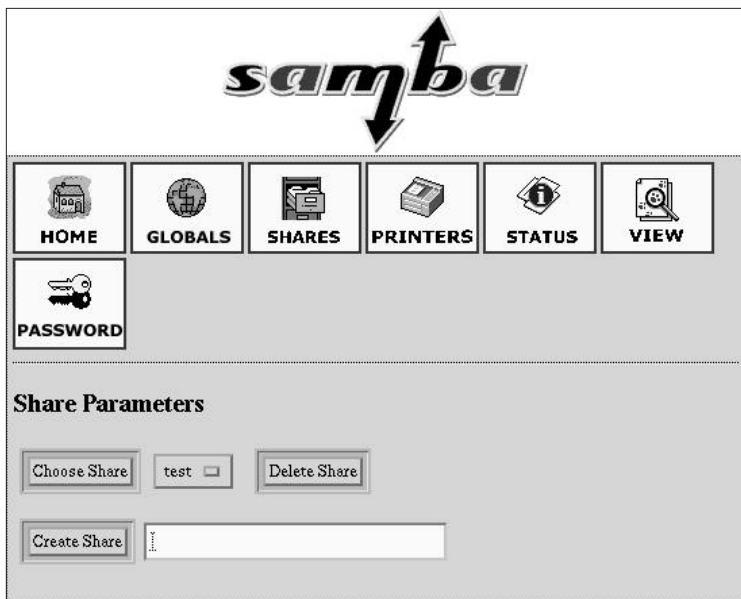 samba
HOME GLOBALS SHARES PRINTERS STATUS VIEW
PASSWORD
Share Parameters
Choose Share test Delete Share
Create Share